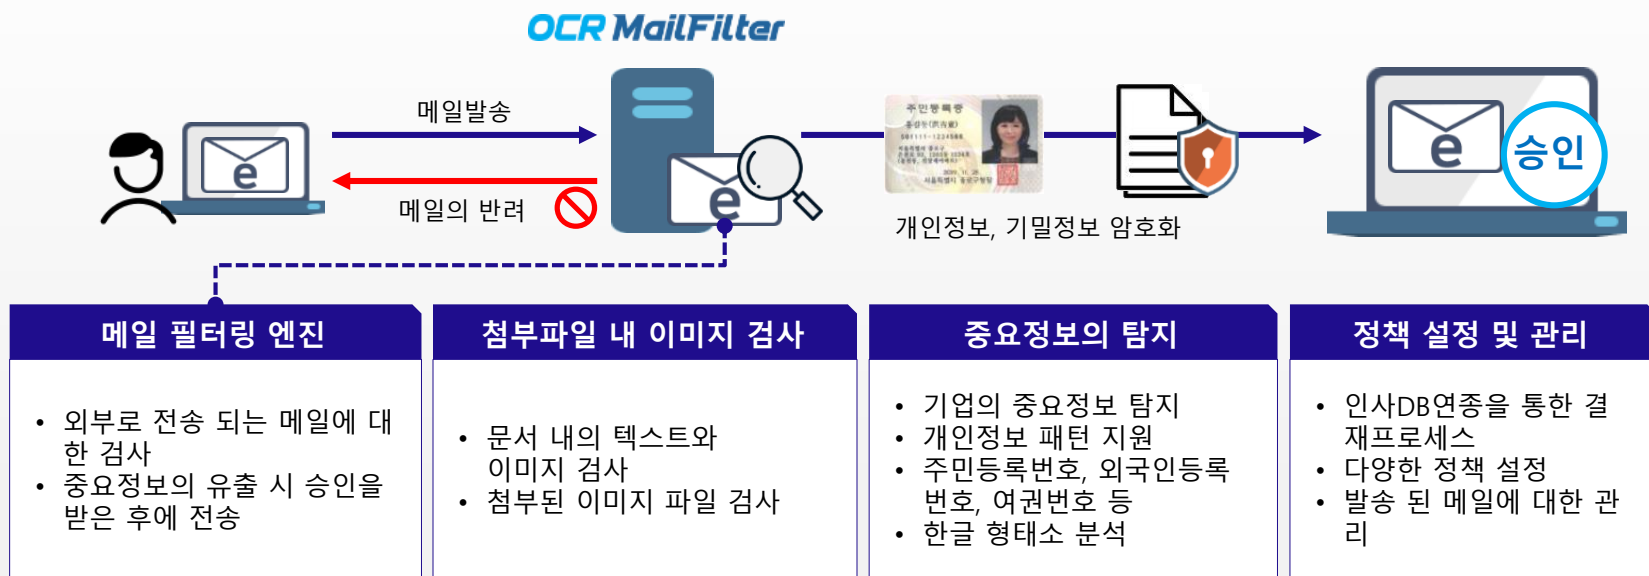 OCR MailFilter
메일발송
메일의 반려
e
e
주민등록증
개인정보, 기밀정보 암호화
e
승인
메일 필터링 엔진
• 외부로 전송 되는 메일에 대
한 검사
• 중요정보의 유출 시 승인을
받은 후에 전송
첨부파일 내 이미지 검사
• 문서 내의 텍스트와
이미지 검사
• 첨부된 이미지 파일 검사
중요정보의 탐지
• 기업의 중요정보 탐지
• 개인정보 패턴 지원
• 주민등록번호, 외국인등록
번호, 여권번호 등
• 한글 형태소 분석
정책 설정 및 관리
• 인사DB연종을 통한 결
재프로세스
• 다양한 정책 설정
• 발송 된 메일에 대한 관
리